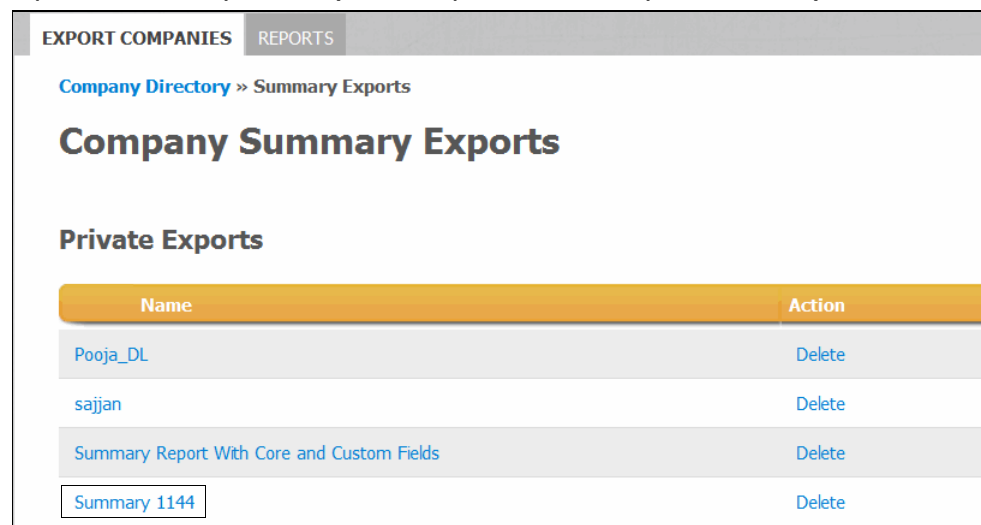 EXPORT COMPANIES REPORTS
Company Directory » Summary Exports
Company Summary Exports
Private Exports
Name Action
Pooja_DL Delete
sajjan Delete
Summary Report With Core and Custom Fields Delete
Summary 1144 Delete